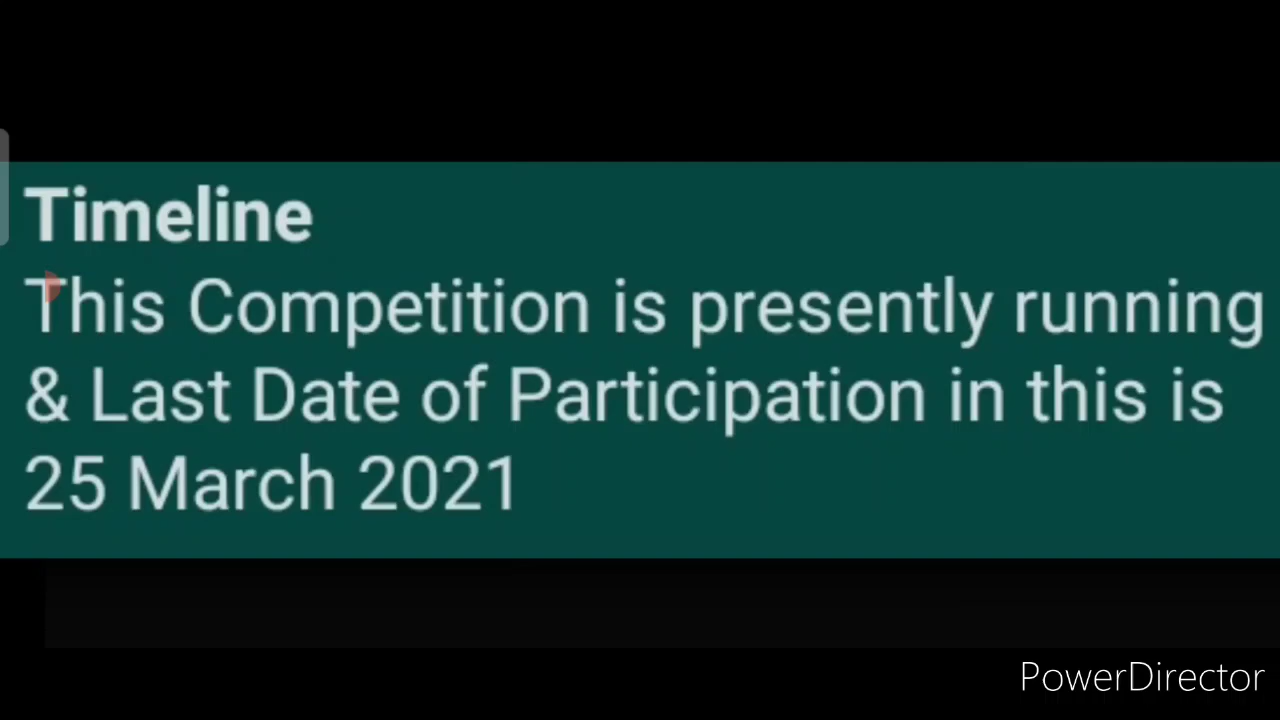 Timeline
This Competition is presently running
& Last Date of Participation in this is
25 March 2021
PowerDirector